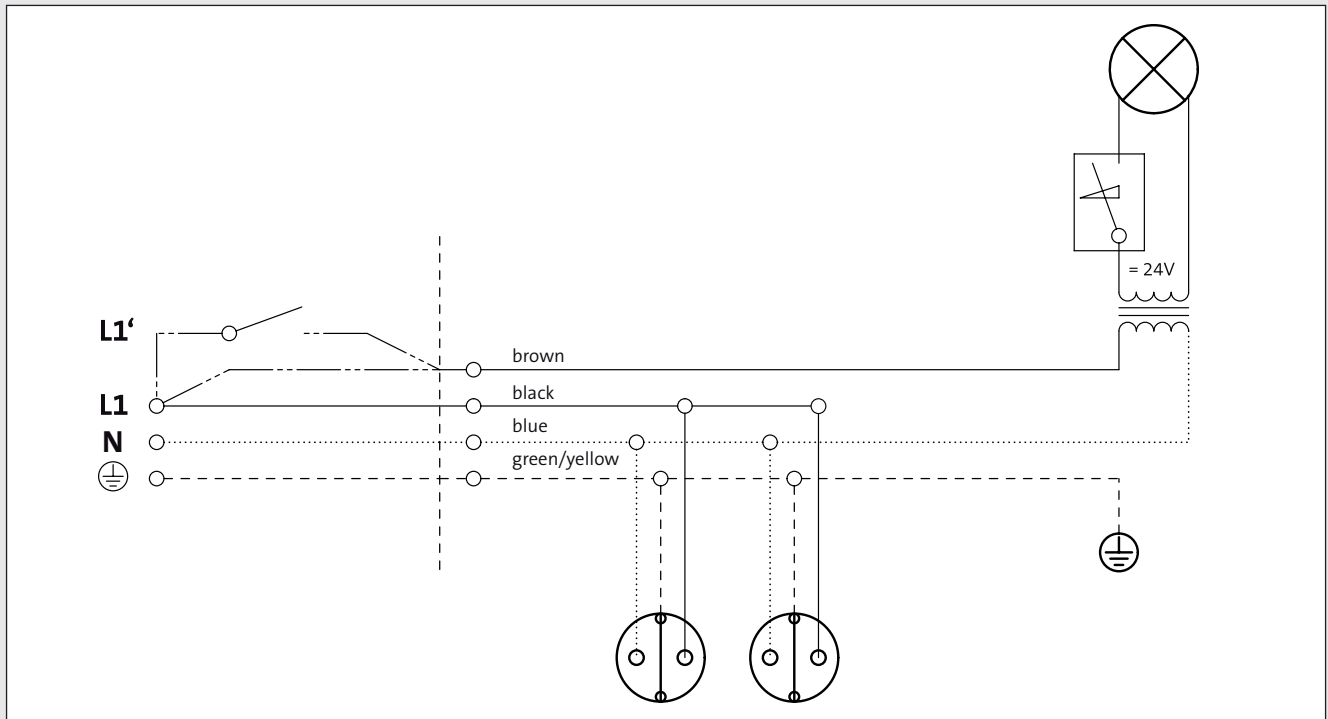 = 24V
L1‘
brown
L1
black
N
blue
green/yellow